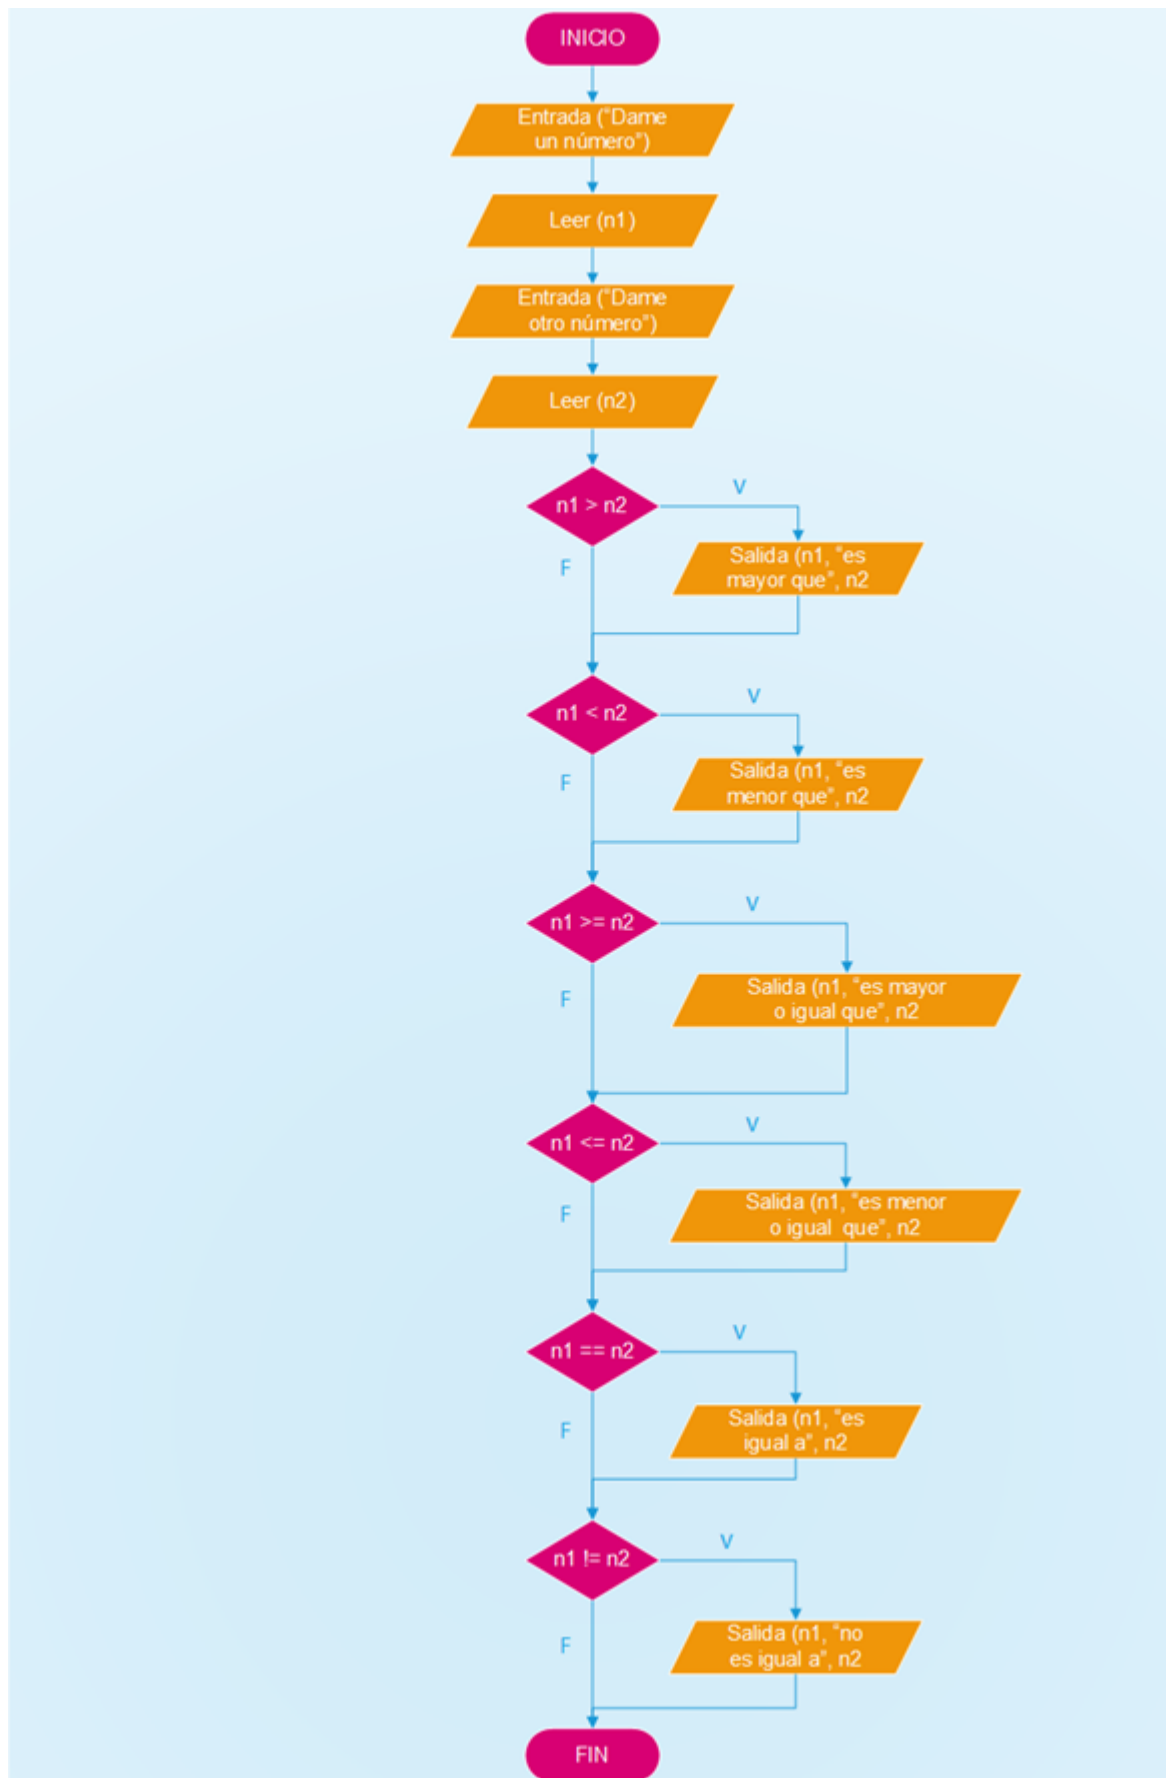 INICIO
Entrada ("Dame
un número")
Leer (n1)
Entrada ("Dame
otro número")
Leer (n2)
n1 > n2
V
F
Salida (n1, "es
mayor que", n2
n1 < n2
V
F
Salida (n1, "es
menor que", n2
n1 >= n2
V
F
Salida (n1, "es mayor
o igual que", n2
n1 <= n2
V
F
Salida (n1, "es menor
o igual  que", n2
n1 == n2
V
F
Salida (n1, "es
igual a", n2
n1 != n2
V
F
Salida (n1, "no
es igual a", n2
FIN